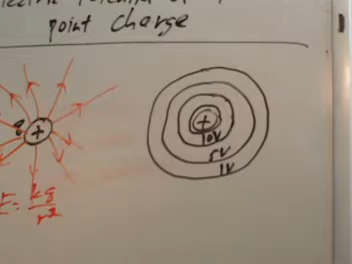 point charge
q +
+
10V
5V
1V
E = kq/r²